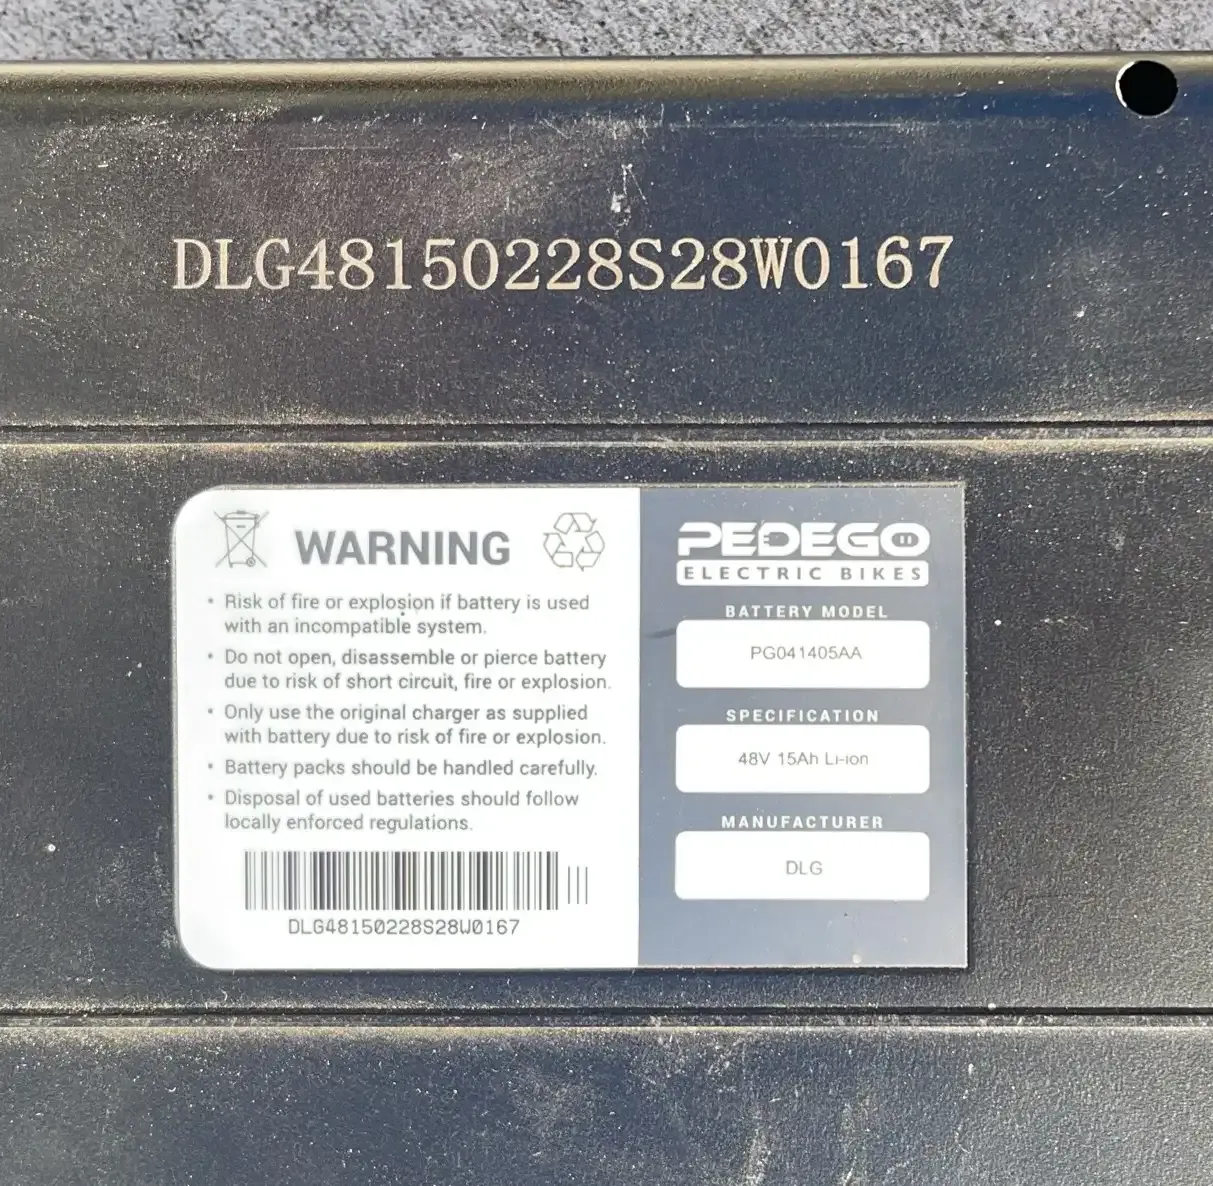 DLG48150228S28W0167
WARNING
• Risk of fire or explosion if battery is used
with an incompatible system.
• Do not open, disassemble or pierce battery
due to risk of short circuit, fire or explosion.
• Only use the original charger as supplied
with battery due to risk of fire or explosion.
• Battery packs should be handled carefully.
• Disposal of used batteries should follow
locally enforced regulations.
DLG48150228S28W0167
PEDEGO
ELECTRIC BIKES
BATTERY MODEL
PG041405AA
SPECIFICATION
48V 15Ah Li-ion
MANUFACTURER
DLG